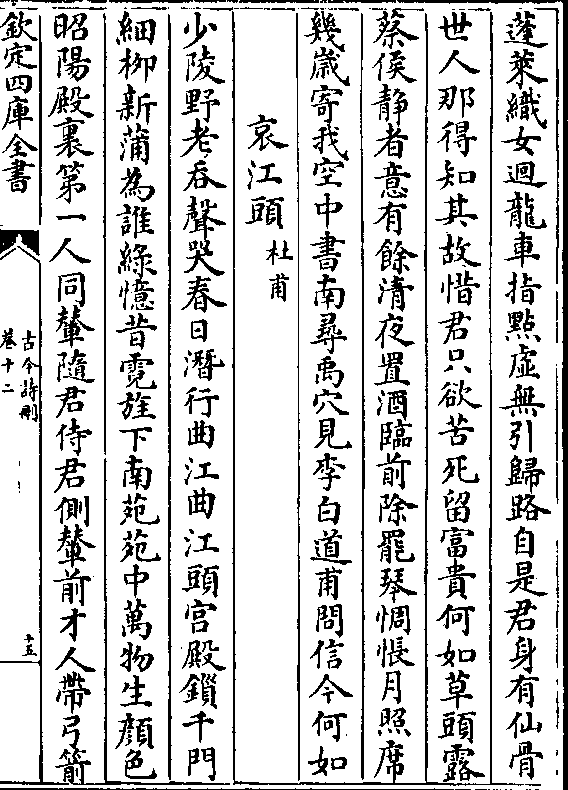 蓬萊織女迴龍車指點虛無引歸路自是君身有仙骨
世人那得知其故惜君只欲苦死留富貴何如草頭露
蔡侯静者意有餘清夜置酒臨前除罷琴惆悵月照席
幾歲寄我空中書南尋禹穴見李白道甫問信今何如
哀江頭 杜甫
少陵野老吞聲哭春日潛行曲江曲江頭宫殿鎖千門
細柳新蒲為誰綠憶昔霓旌下南苑苑中萬物生顏色
昭陽殿裏第一人同輦隨君侍君側輦前才人帶弓箭
欽定四庫全書
古今詩刪
卷十二
十五